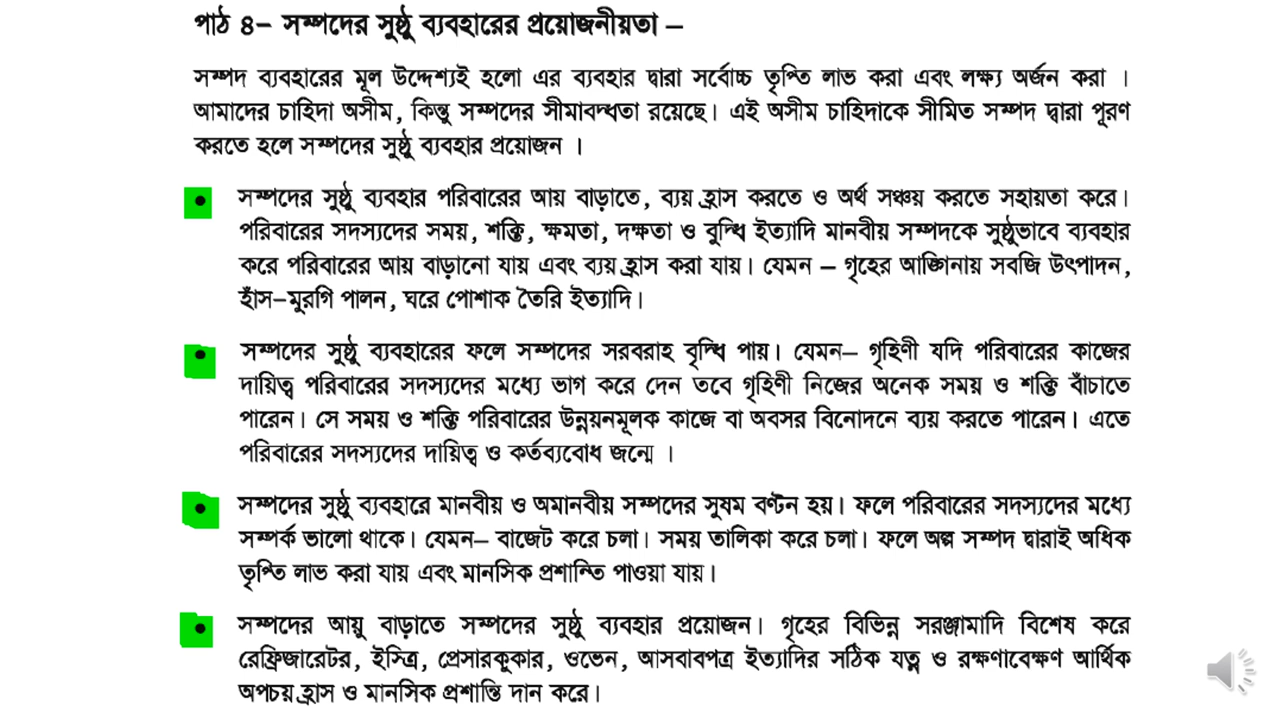 পাঠ ৪– সম্পদের সুষ্ঠু ব্যবহারের প্রয়োজনীয়তা –
সম্পদ ব্যবহারের মূল উদ্দেশ্যই হলো এর ব্যবহার দ্বারা সর্বোচ্চ তৃপ্তি লাভ করা এবং লক্ষ্য অর্জন করা ।
আমাদের চাহিদা অসীম, কিন্তু সম্পদের সীমাবদ্ধতা রয়েছে। এই অসীম চাহিদাকে সীমিত সম্পদ দ্বারা পূরণ
করতে হলে সম্পদের সুষ্ঠু ব্যবহার প্রয়োজন ।
• সম্পদের সুষ্ঠু ব্যবহার পরিবারের আয় বাড়াতে, ব্যয় হ্রাস করতে ও অর্থ সঞ্চয় করতে সহায়তা করে।
পরিবারের সদস্যদের সময়, শক্তি, ক্ষমতা, দক্ষতা ও বুদ্ধি ইত্যাদি মানবীয় সম্পদকে সুষ্ঠুভাবে ব্যবহার
করে পরিবারের আয় বাড়ানো যায় এবং ব্যয় হ্রাস করা যায়। যেমন – গৃহের আঙ্গিনায় সবজি উৎপাদন,
হাঁস–মুরগি পালন, ঘরে পোশাক তৈরি ইত্যাদি।
• সম্পদের সুষ্ঠু ব্যবহারের ফলে সম্পদের সরবরাহ বৃদ্ধি পায়। যেমন– গৃহিণী যদি পরিবারের কাজের
দায়িত্ব পরিবারের সদস্যদের মধ্যে ভাগ করে দেন তবে গৃহিণী নিজের অনেক সময় ও শক্তি বাঁচাতে
পারেন। সে সময় ও শক্তি পরিবারের উন্নয়নমূলক কাজে বা অবসর বিনোদনে ব্যয় করতে পারেন। এতে
পরিবারের সদস্যদের দায়িত্ব ও কর্তব্যবোধ জন্মে ।
• সম্পদের সুষ্ঠু ব্যবহারে মানবীয় ও অমানবীয় সম্পদের সুষম বণ্টন হয়। ফলে পরিবারের সদস্যদের মধ্যে
সম্পর্ক ভালো থাকে। যেমন– বাজেট করে চলা। সময় তালিকা করে চলা। ফলে অল্প সম্পদ দ্বারাই অধিক
তৃপ্তি লাভ করা যায় এবং মানসিক প্রশান্তি পাওয়া যায়।
• সম্পদের আয়ু বাড়াতে সম্পদের সুষ্ঠু ব্যবহার প্রয়োজন। গৃহের বিভিন্ন সরঞ্জামাদি বিশেষ করে
রেফ্রিজারেটর, ইস্ত্রি, প্রেসারকুকার, ওভেন, আসবাবপত্র ইত্যাদির সঠিক যত্ন ও রক্ষণাবেক্ষণ আর্থিক
অপচয় হ্রাস ও মানসিক প্রশান্তি দান করে।